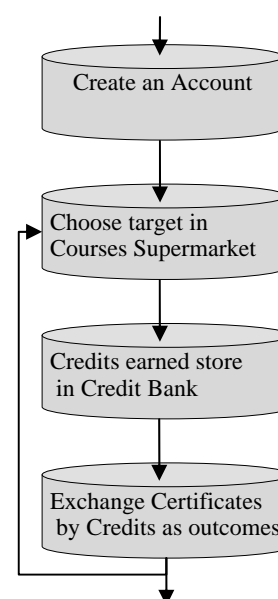 Create an Account
Choose target in
Courses Supermarket
Credits earned store
in Credit Bank
Exchange Certificates
by Credits as outcomes